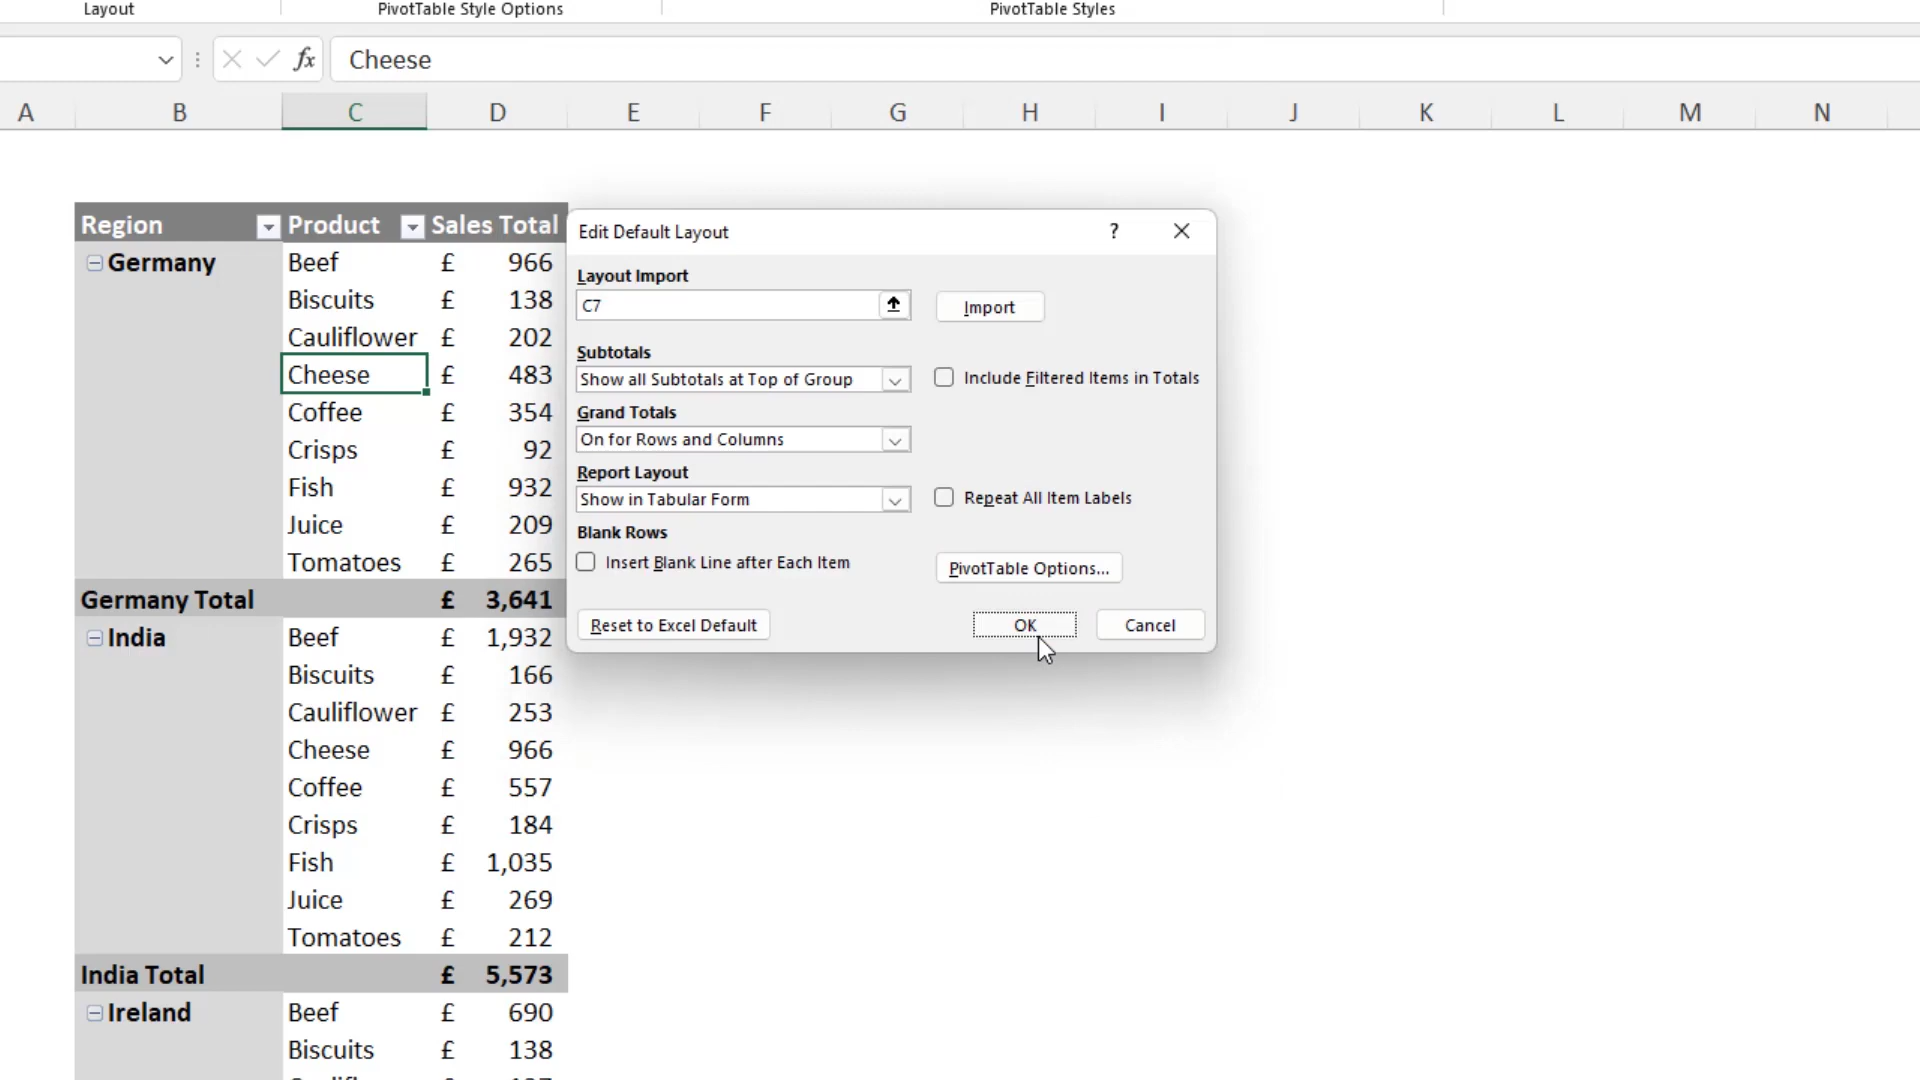 Layout PivotTable Style Options PivotTable Styles
fx Cheese
A B C D E F G H I J K L M N
Region Product Sales Total
Germany Beef £ 966
Biscuits £ 138
Cauliflower £ 202
Cheese £ 483
Coffee £ 354
Crisps £ 92
Fish £ 932
Juice £ 209
Tomatoes £ 265
Germany Total £ 3,641
India Beef £ 1,932
Biscuits £ 166
Cauliflower £ 253
Cheese £ 966
Coffee £ 557
Crisps £ 184
Fish £ 1,035
Juice £ 269
Tomatoes £ 212
India Total £ 5,573
Ireland Beef £ 690
Biscuits £ 138
Edit Default Layout ?
Layout Import
C7 Import
Subtotals
Show all Subtotals at Top of Group Include Filtered Items in Totals
Grand Totals
On for Rows and Columns
Report Layout
Show in Tabular Form Repeat All Item Labels
Blank Rows
Insert Blank Line after Each Item PivotTable Options...
Reset to Excel Default OK Cancel